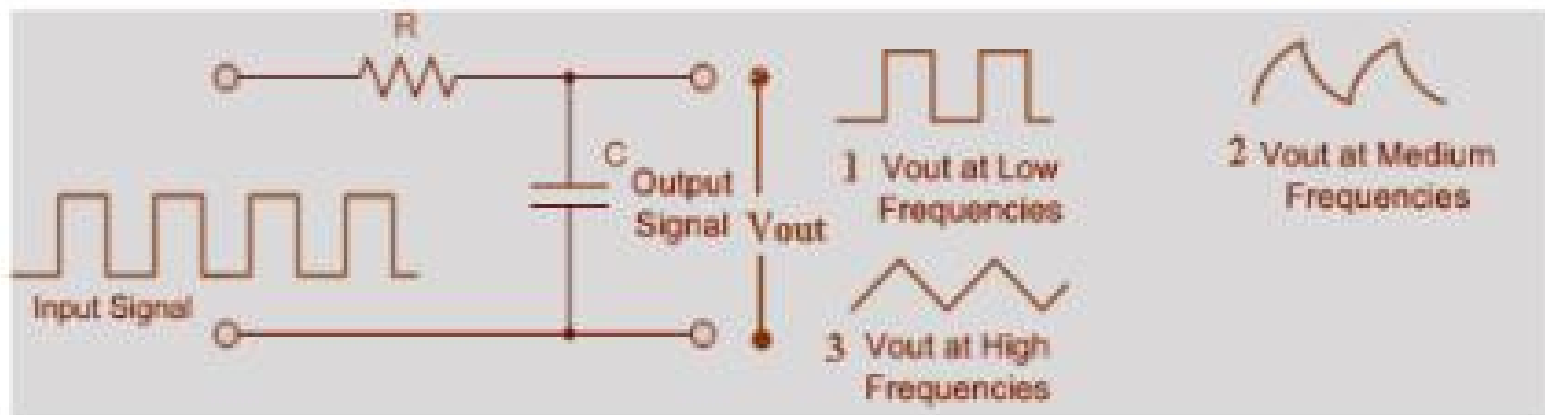 R
C
Output
Signal
Vout
Input Signal
1 Vout at Low
Frequencies
2 Vout at Medium
Frequencies
3 Vout at High
Frequencies